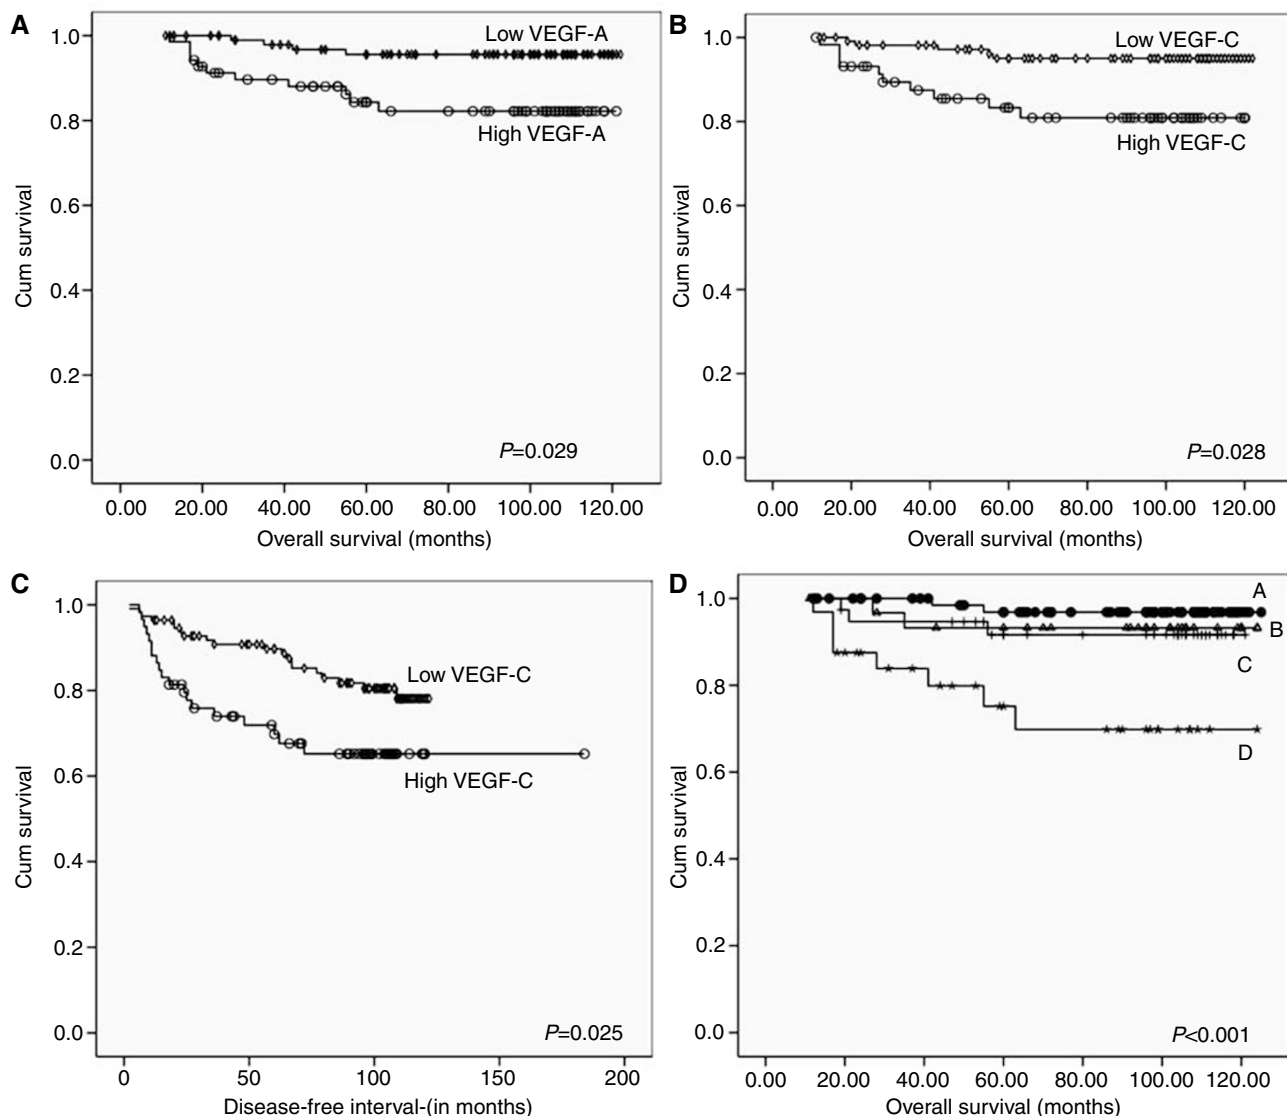 A
1.0
0.8
0.6
0.4
0.2
0.0
Cum survival
Low VEGF-A
High VEGF-A
P=0.029
0.00 20.00 40.00 60.00 80.00 100.00 120.00
Overall survival (months)
B
1.0
0.8
0.6
0.4
0.2
0.0
Cum survival
Low VEGF-C
High VEGF-C
P=0.028
0.00 20.00 40.00 60.00 80.00 100.00 120.00
Overall survival (months)
C
1.0
0.8
0.6
0.4
0.2
0.0
Cum survival
Low VEGF-C
High VEGF-C
P=0.025
0 50 100 150 200
Disease-free interval-(in months)
D
1.0
0.8
0.6
0.4
0.2
0.0
Cum survival
A
B
C
D
P<0.001
0.00 20.00 40.00 60.00 80.00 100.00 120.00
Overall survival (months)